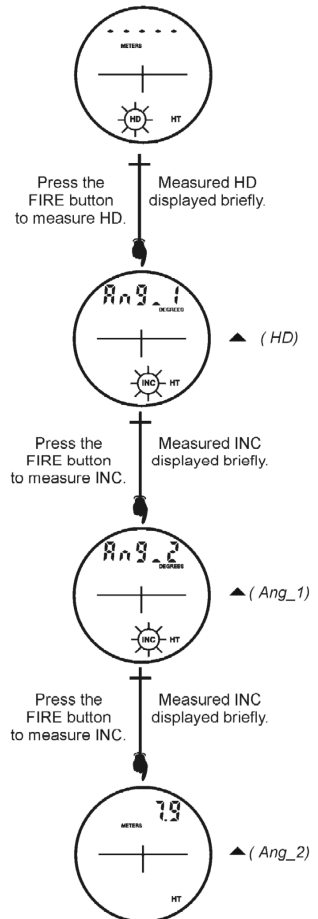 - - - - -
METERS
HD HT
Press the
FIRE button
to measure HD.
Measured HD
displayed briefly.
Ang_1
DEGREES
INC HT
( HD)
Press the
FIRE button
to measure INC.
Measured INC
displayed briefly.
Ang_2
DEGREES
INC HT
( Ang_1)
Press the
FIRE button
to measure INC.
Measured INC
displayed briefly.
7.9
METERS
HT
( Ang_2)